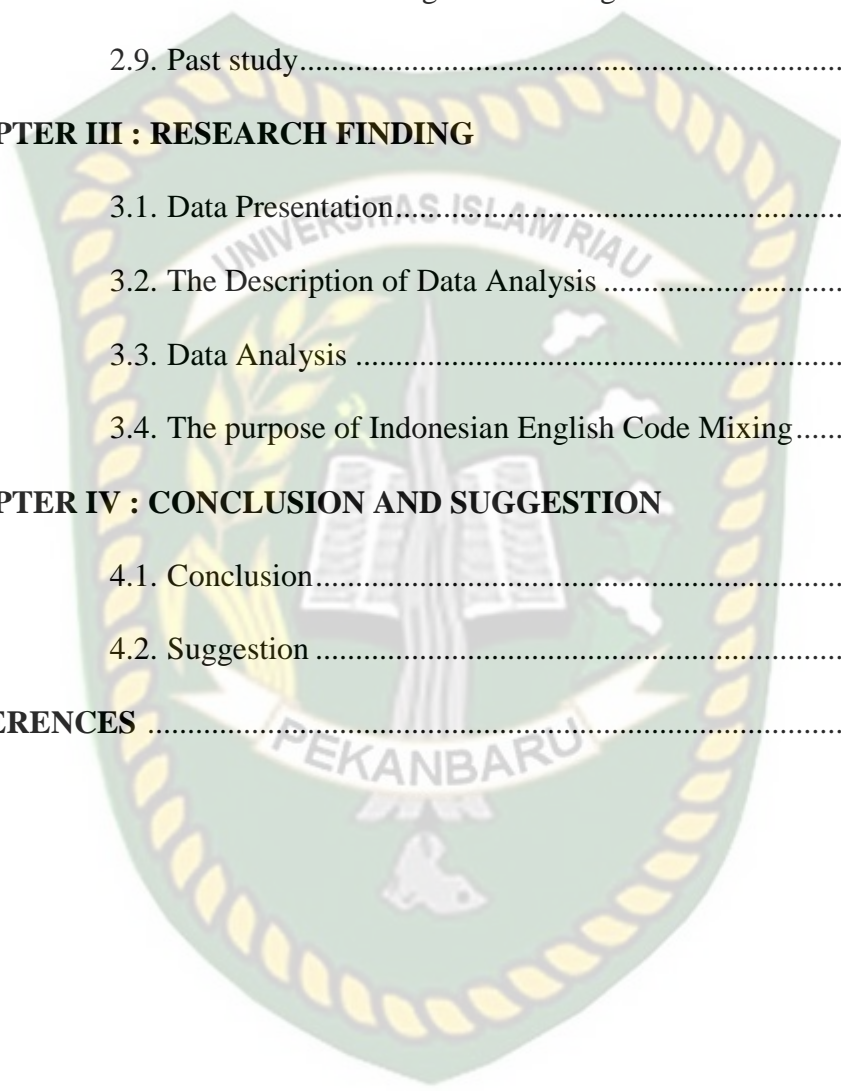 2.9. Past study..........................................................................
PTER III : RESEARCH FINDING
3.1. Data Presentation..............................................................
UNIVERSITAS ISLAM RIAU
3.2. The Description of Data Analysis ....................................
3.3. Data Analysis ...................................................................
3.4. The purpose of Indonesian English Code Mixing......
PTER IV : CONCLUSION AND SUGGESTION
4.1. Conclusion........................................................................
4.2. Suggestion ........................................................................
ERENCES ..............................................................................
PEKANBARU